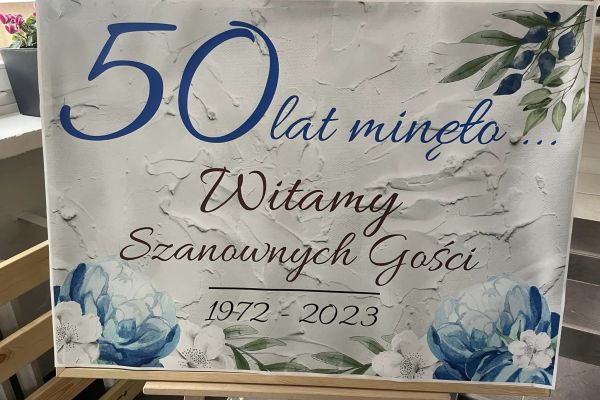 50 lat minęło ...
Witamy
Szanownych Gości
1972 - 2023